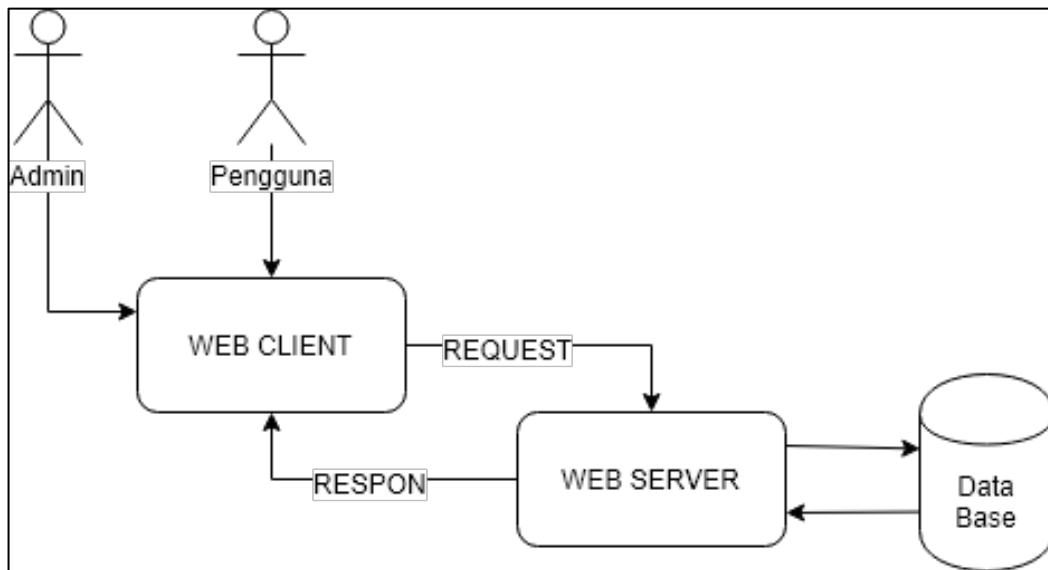 Admin
Pengguna
WEB CLIENT
REQUEST
RESPON
WEB SERVER
Data
Base